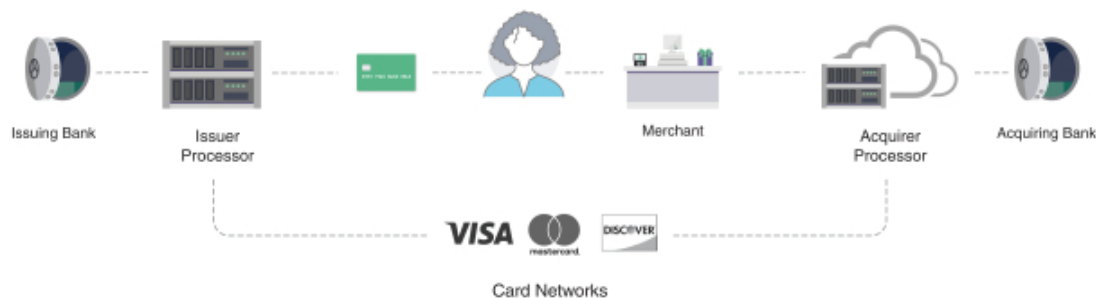 Issuing Bank
Issuer
Processor
Merchant
Acquirer
Processor
Acquiring Bank
VISA
mastercard.
DISCOVER
Card Networks